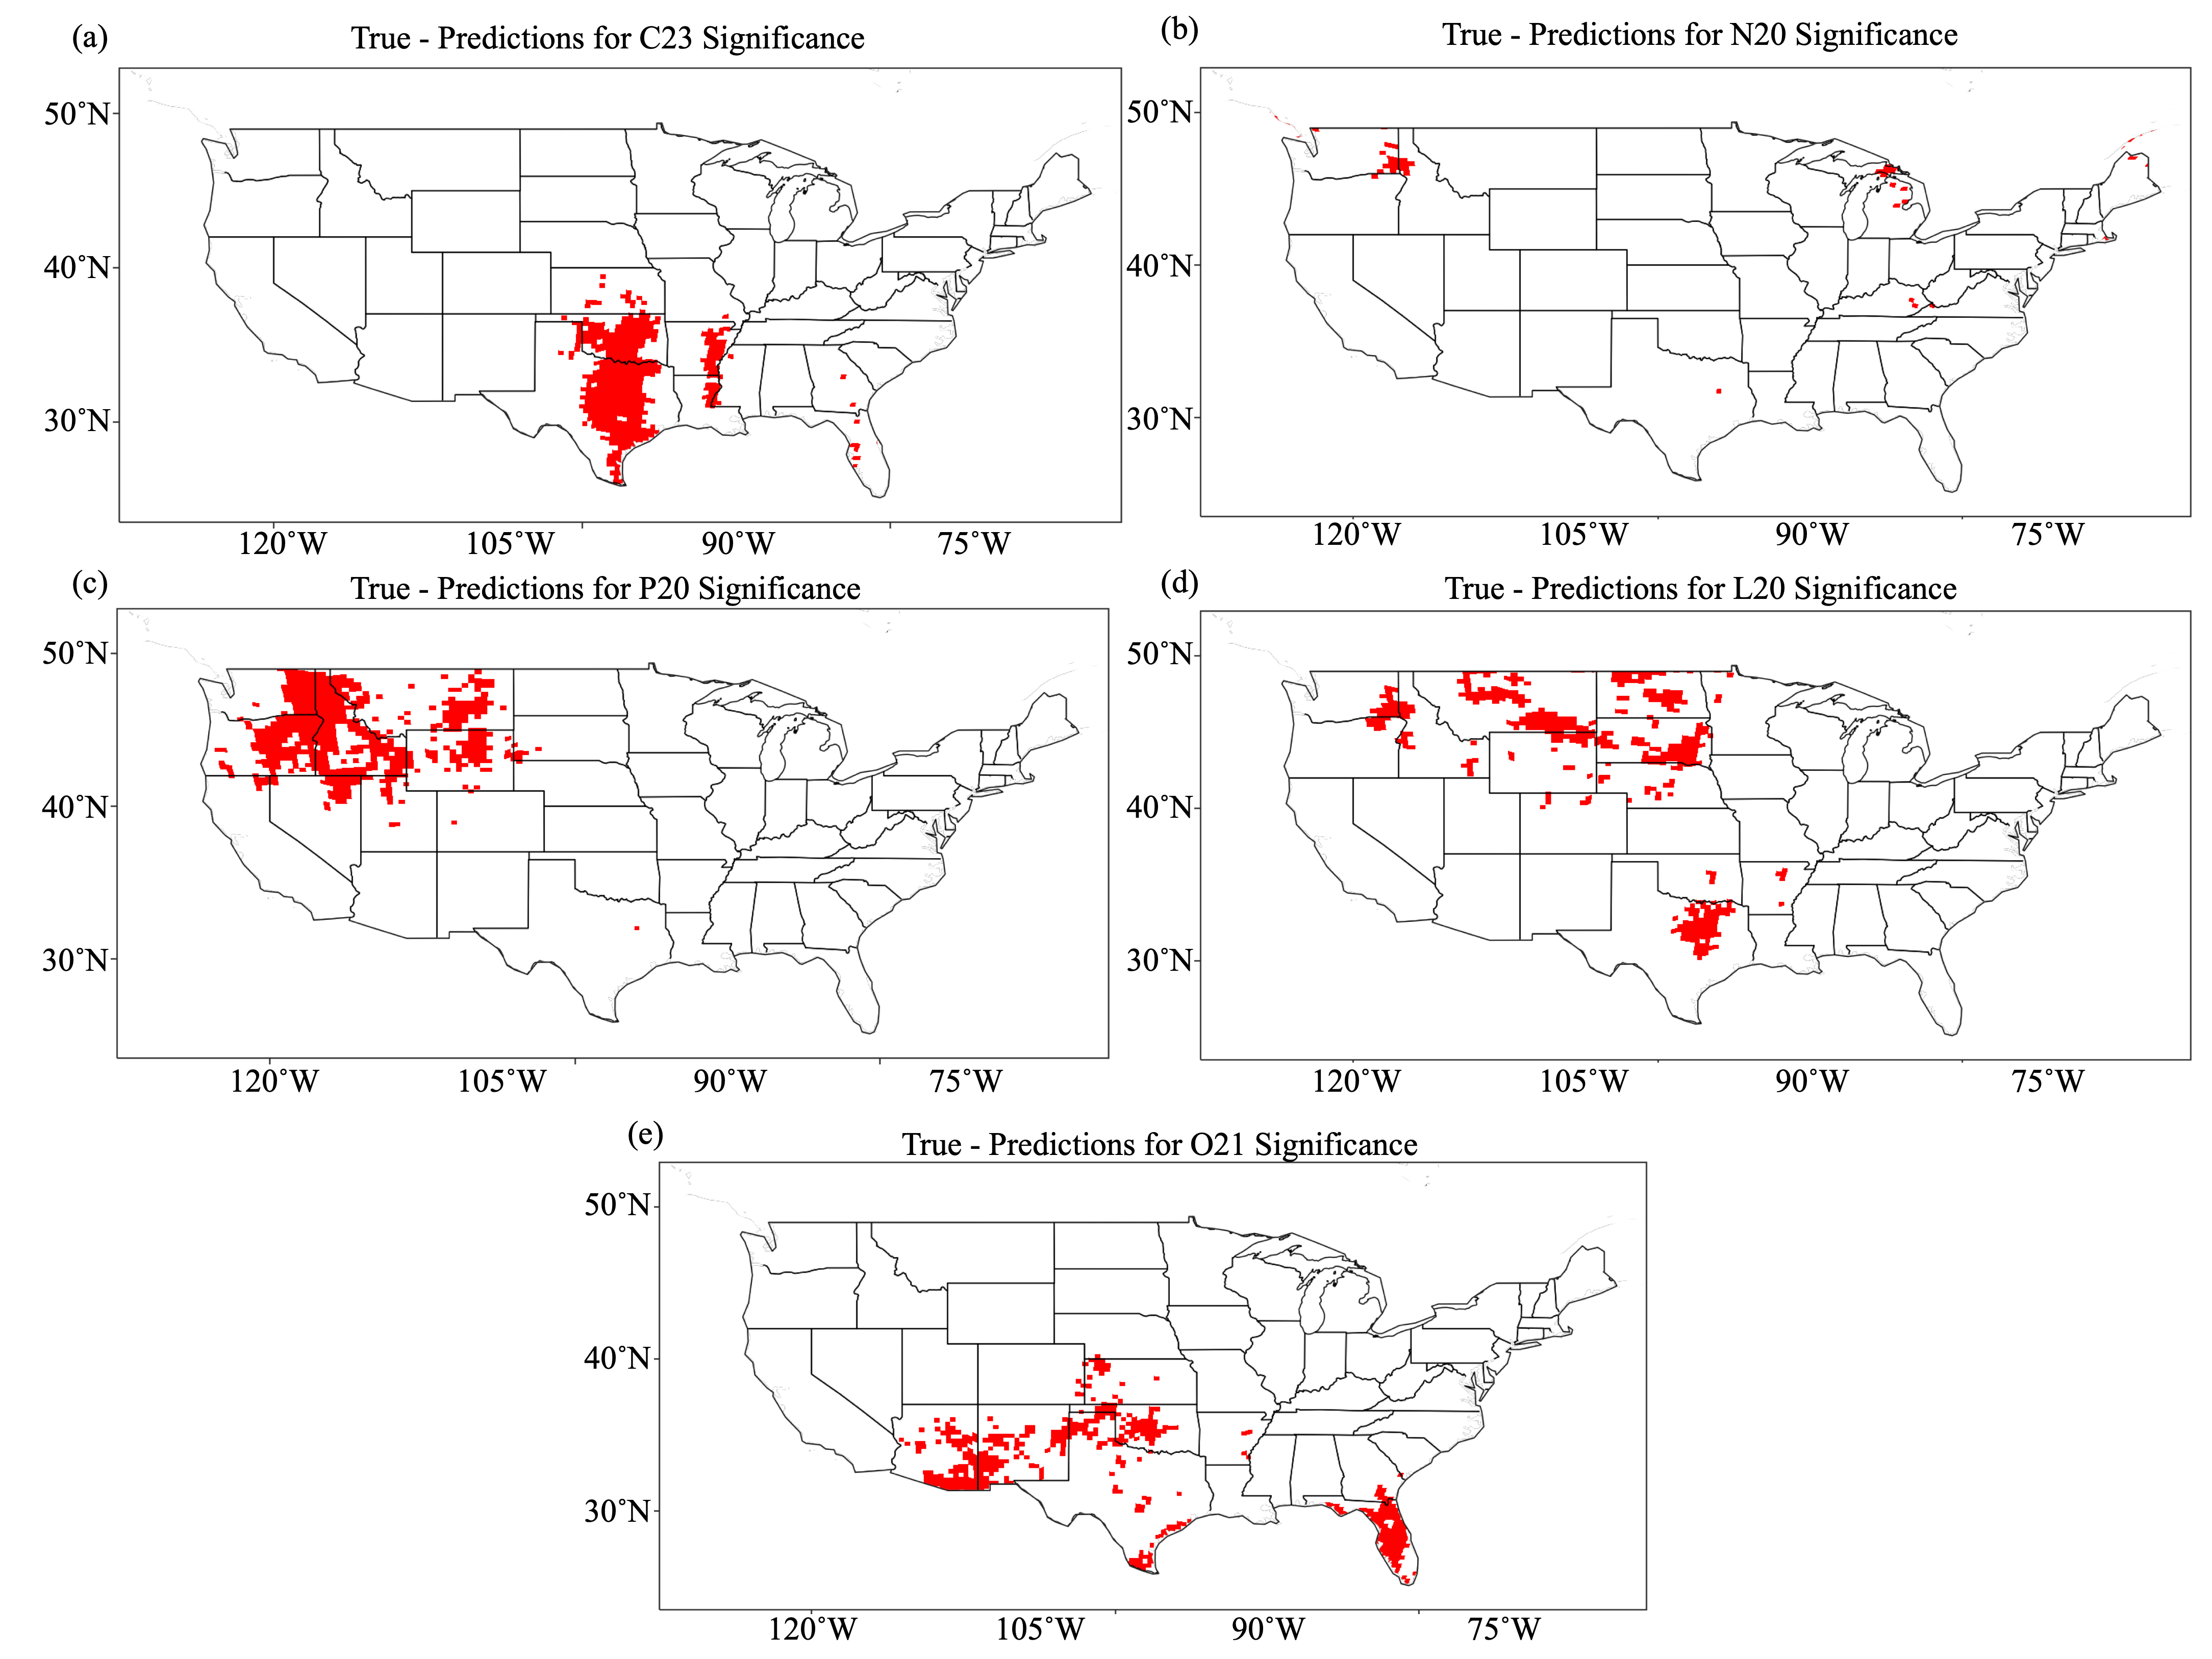 (a)
True - Predictions for C23 Significance
50˚N
40˚N
30˚N
120˚W 105˚W 90˚W 75˚W
(b)
True - Predictions for N20 Significance
50˚N
40˚N
30˚N
120˚W 105˚W 90˚W 75˚W
(c)
True - Predictions for P20 Significance
50˚N
40˚N
30˚N
120˚W 105˚W 90˚W 75˚W
(d)
True - Predictions for L20 Significance
50˚N
40˚N
30˚N
120˚W 105˚W 90˚W 75˚W
(e)
True - Predictions for O21 Significance
50˚N
40˚N
30˚N
120˚W 105˚W 90˚W 75˚W